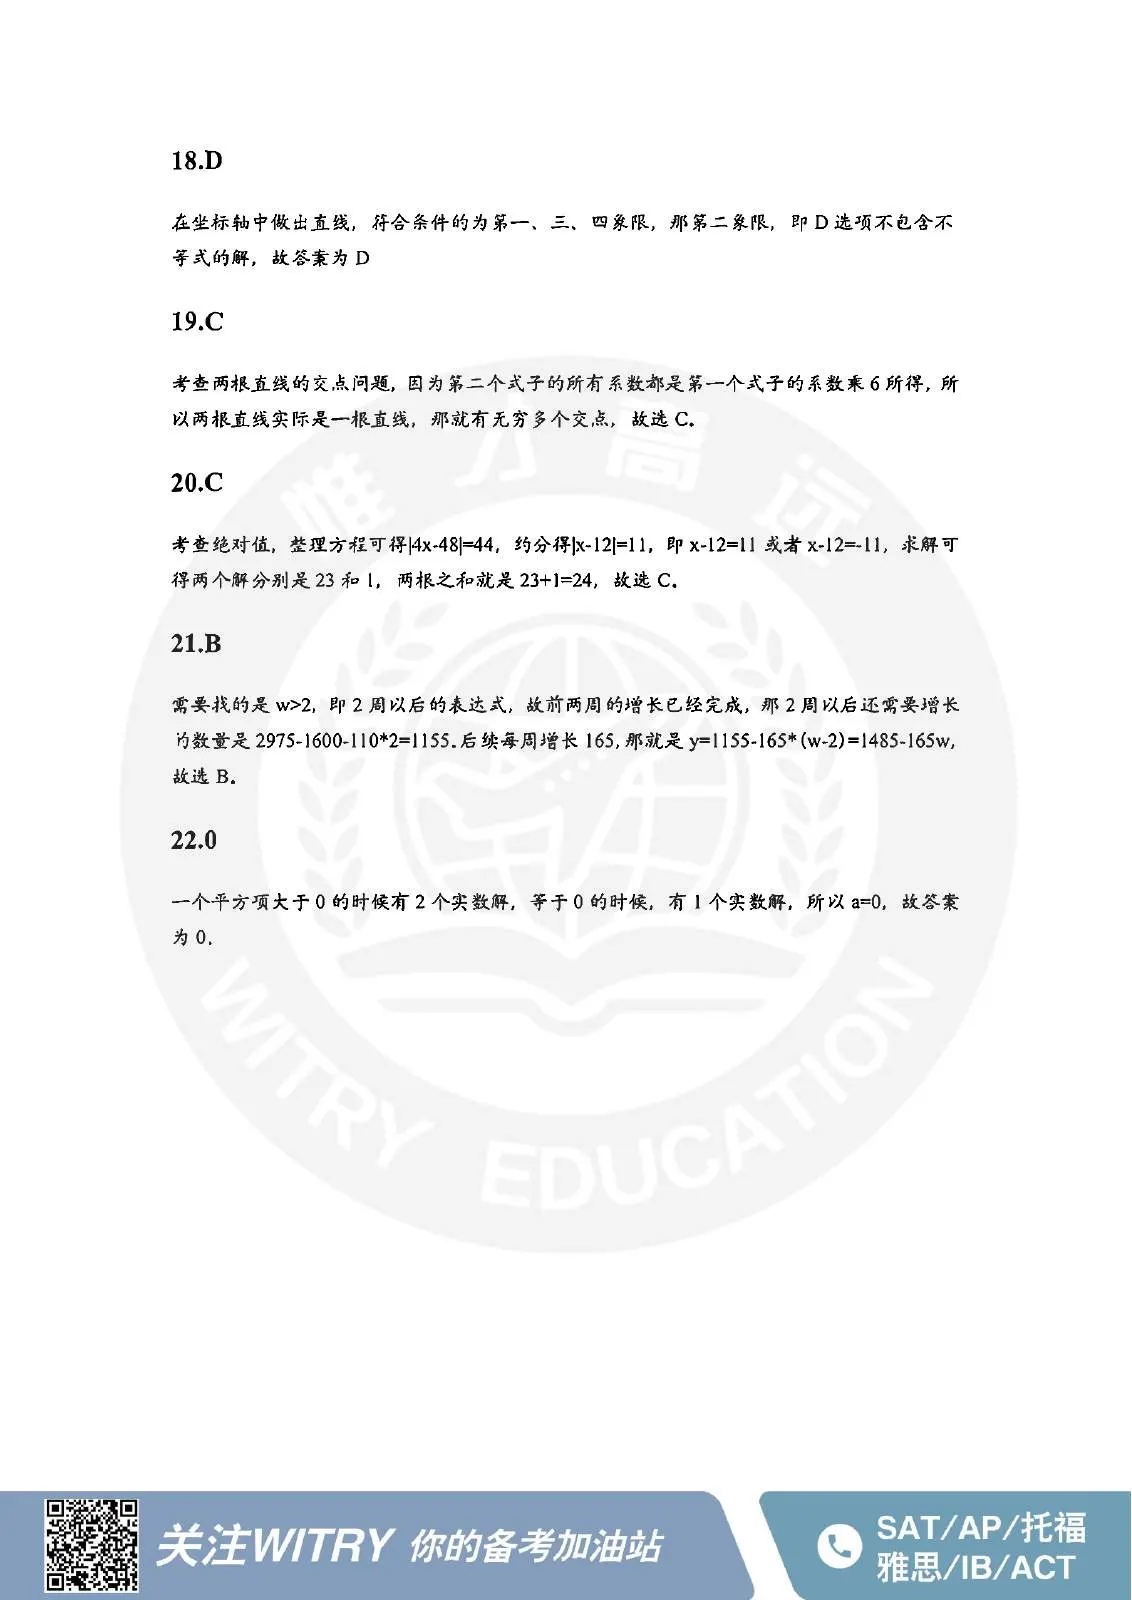 18.D
在坐标轴中做出直线，符合条件的为第一、三、四象限，那第二象限，即 D 选项不包含不
等式的解，故答案为 D
19.C
考查两根直线的交点问题，因为第二个式子的所有系数都是第一个式子的系数乘 6 所得，所
以两根直线实际是一根直线，那就有无穷多个交点，故选 C。
20.C
考查绝对值，整理方程可得|4x-48|=44，约分得|x-12|=11，即 x-12=11 或者 x-12=-11，求解可
得两个解分别是 23 和 1，两根之和就是 23+1=24，故选 C。
21.B
需要找的是 w>2，即 2 周以后的表达式，故前两周的增长已经完成，那 2 周以后还需要增长
的数量是 2975-1600-110*2=1155。后续每周增长 165，那就是 y=1155-165*(w-2)=1485-165w，
故选 B。
22.0
一个平方项大于 0 的时候有 2 个实数解，等于 0 的时候，有 1 个实数解，所以 a=0，故答案
为 0。
惟力高远
WITRY EDUCATION
关注WITRY 你的备考加油站
SAT/AP/托福
雅思/IB/ACT